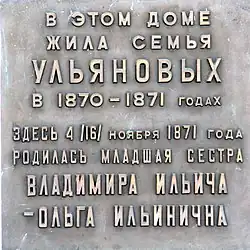 В ЭТОМ ДОМЕ
ЖИЛА СЕМЬЯ
УЛЬЯНОВЫХ
В 1870-1871 ГОДАХ
ЗДЕСЬ 4/16/ НОЯБРЯ 1871 ГОДА
РОДИЛАСЬ МЛАДШАЯ СЕСТРА
ВЛАДИМИРА ИЛЬИЧА
-ОЛЬГА ИЛЬИНИЧНА